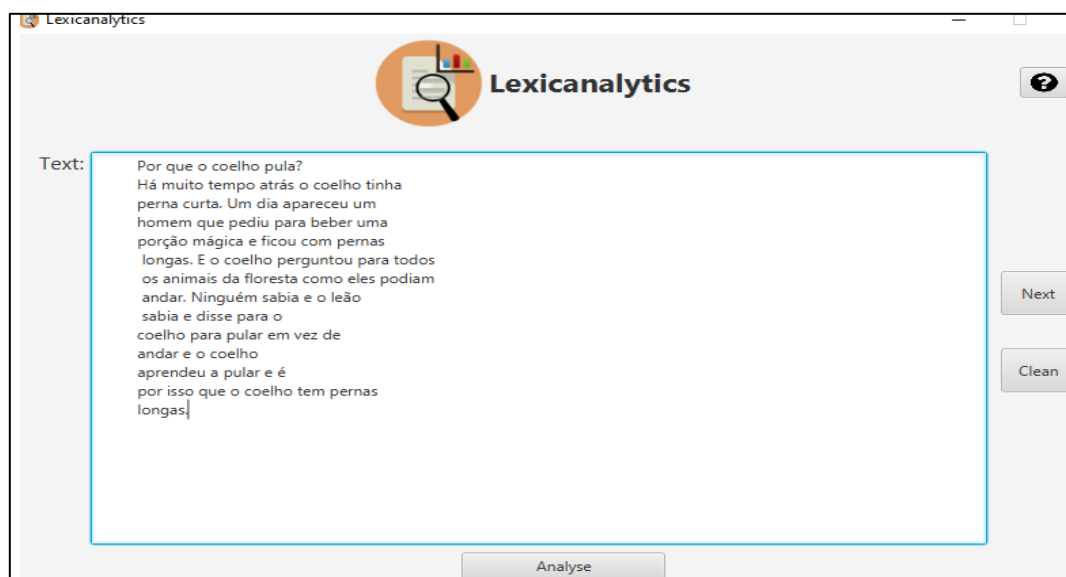 Lexicanalytics
Lexicanalytics
?
Text:
Por que o coelho pula?
Há muito tempo atrás o coelho tinha
perna curta. Um dia apareceu um
homem que pediu para beber uma
porção mágica e ficou com pernas
longas. E o coelho perguntou para todos
os animais da floresta como eles podiam
andar. Ninguém sabia e o leão
sabia e disse para o
coelho para pular em vez de
andar e o coelho
aprendeu a pular e é
por isso que o coelho tem pernas
longas.
Next
Clean
Analyse